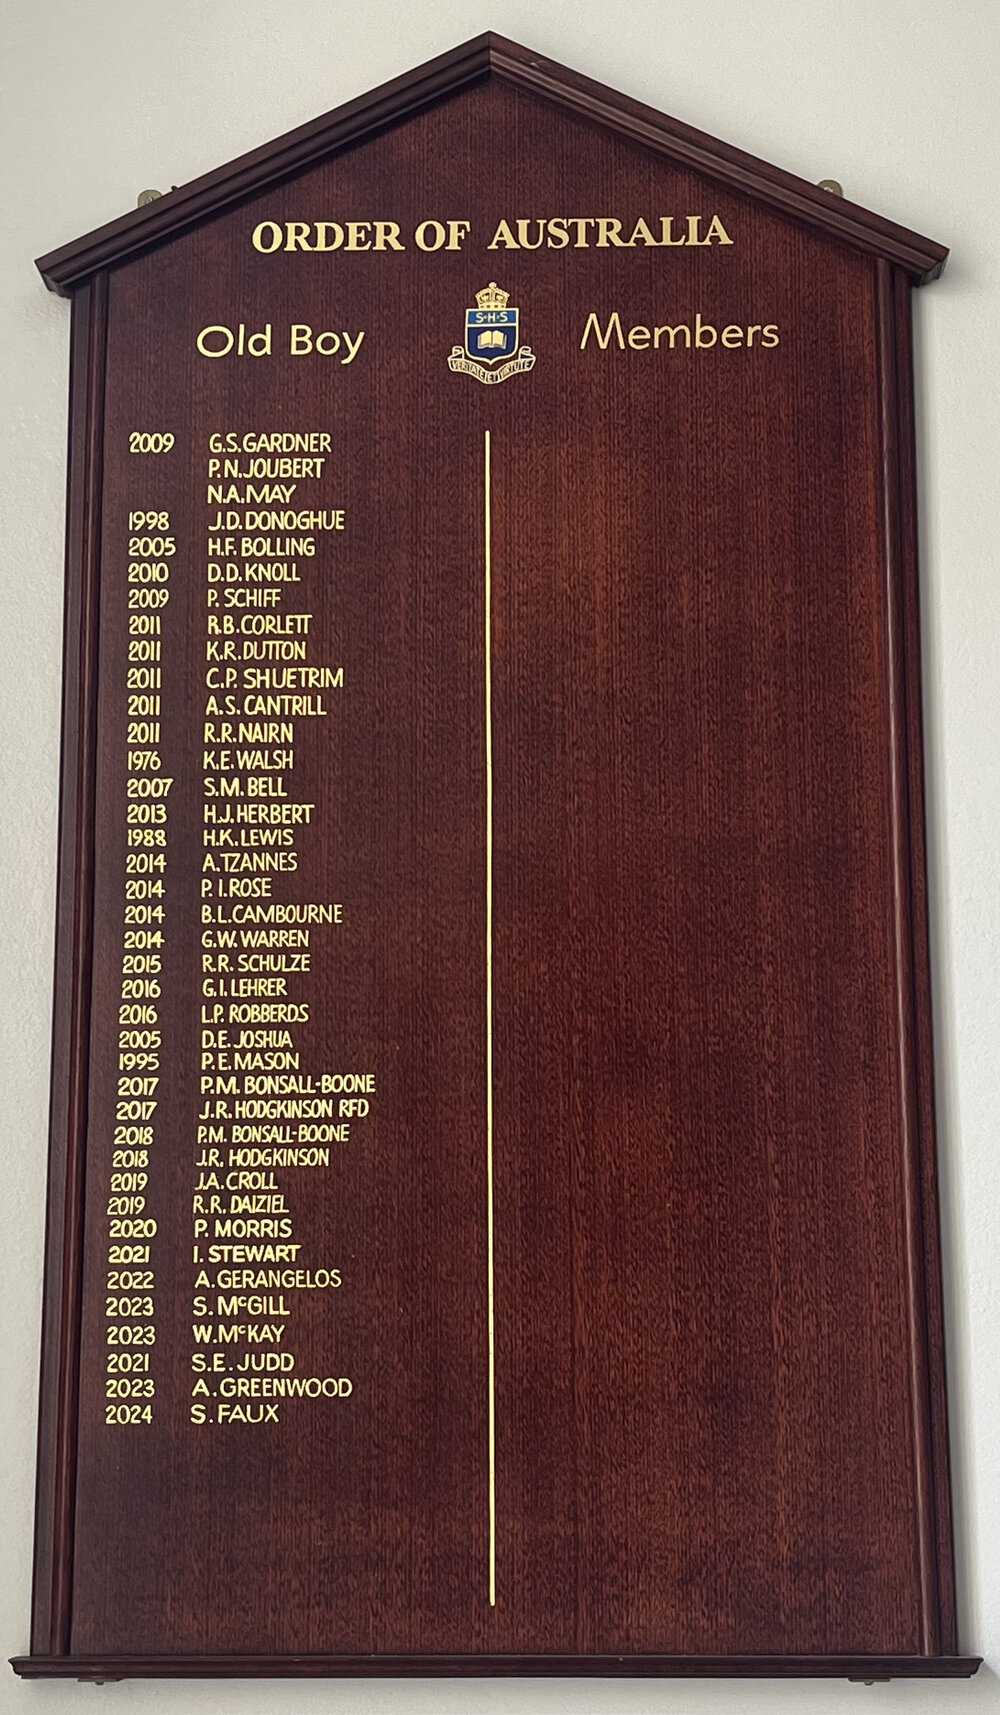 ORDER OF AUSTRALIA
S·H·S
VERITATE ET VIRTUTE
Old Boy Members
2009 G.S.GARDNER
P.N.JOUBERT
N.A.MAY
1998 J.D.DONOGHUE
2005 H.F.BOLLING
2010 D.D.KNOLL
2009 P.SCHIFF
2011 R.B.CORLETT
2011 K.R.DUTTON
2011 C.P.SHUETRIM
2011 A.S.CANTRILL
2011 R.R.NAIRN
1976 K.E.WALSH
2007 S.M.BELL
2013 H.J.HERBERT
1988 H.K.LEWIS
2014 A.TZANNES
2014 P.I.ROSE
2014 B.L.CAMBOURNE
2014 G.W.WARREN
2015 R.R.SCHULZE
2016 G.I.LEHRER
2016 L.P.ROBBERDS
2005 D.E.JOSHUA
1995 P.E.MASON
2017 P.M.BONSALL-BOONE
2017 J.R.HODGKINSON RFD
2018 P.M.BONSALL-BOONE
2018 J.R.HODGKINSON
2019 J.A.CROLL
2019 R.R.DAIZIEL
2020 P.MORRIS
2021 I.STEWART
2022 A.GERANGELOS
2023 S.McGILL
2023 W.McKAY
2021 S.E.JUDD
2023 A.GREENWOOD
2024 S.FAUX